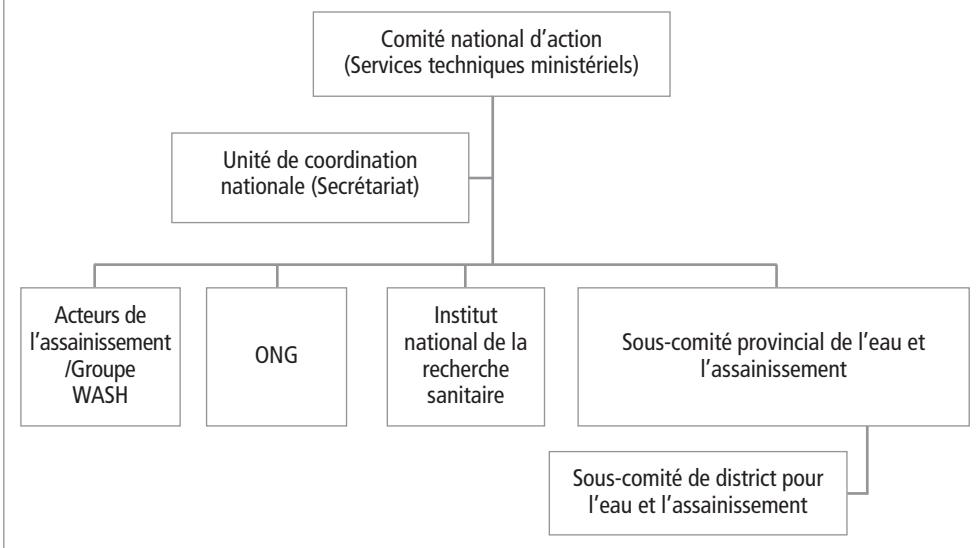 Comité national d’action
(Services techniques ministériels)
Unité de coordination
nationale (Secrétariat)
Acteurs de
l’assainissement
/Groupe
WASH
ONG
Institut
national de la
recherche
sanitaire
Sous-comité provincial de l’eau et
l’assainissement
Sous-comité de district pour
l’eau et l’assainissement